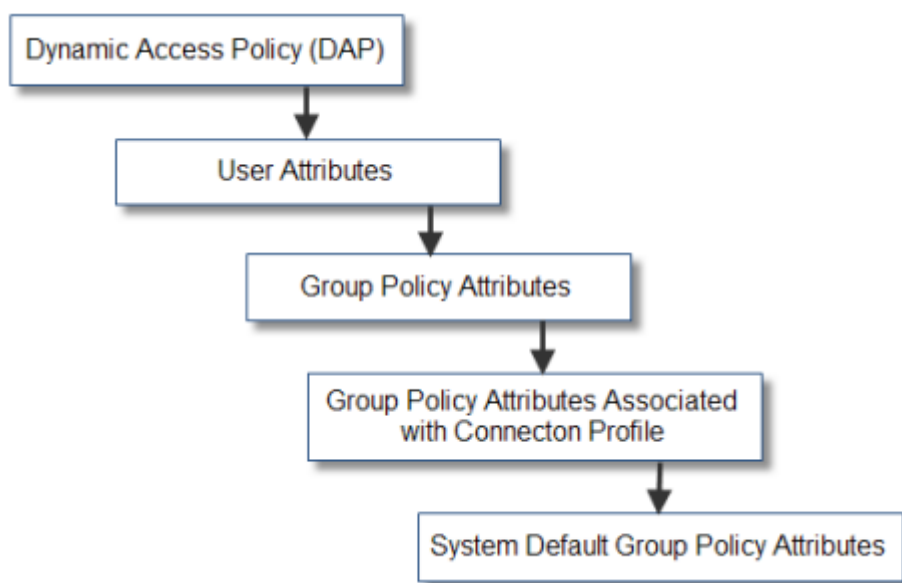 Dynamic Access Policy (DAP)
User Attributes
Group Policy Attributes
Group Policy Attributes Associated
with Connecton Profile
System Default Group Policy Attributes